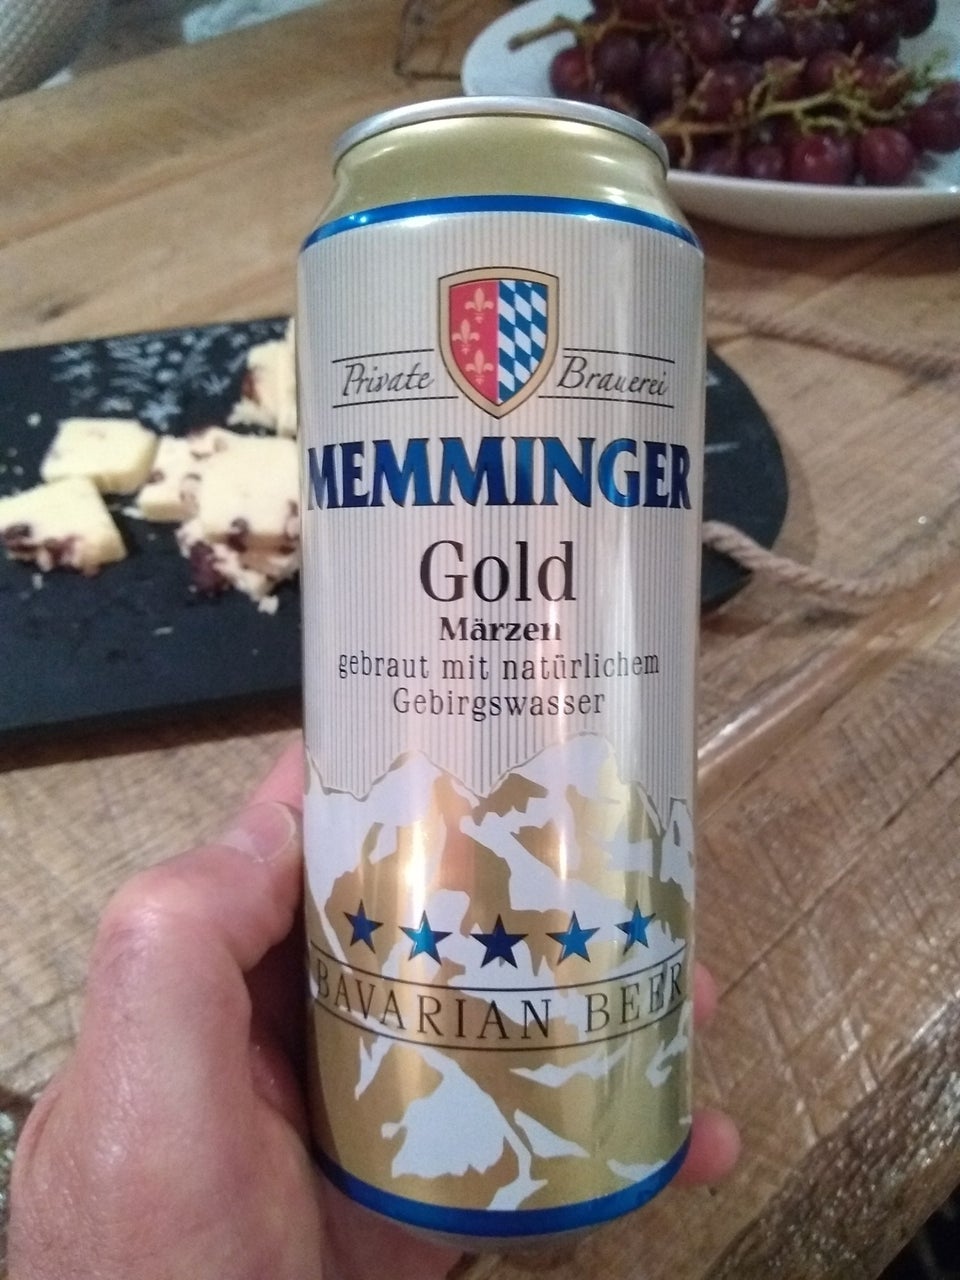 Private Brauerei
MEMMINGER
Gold
Märzen
gebraut mit natürlichem
Gebirgswasser
BAVARIAN BEER